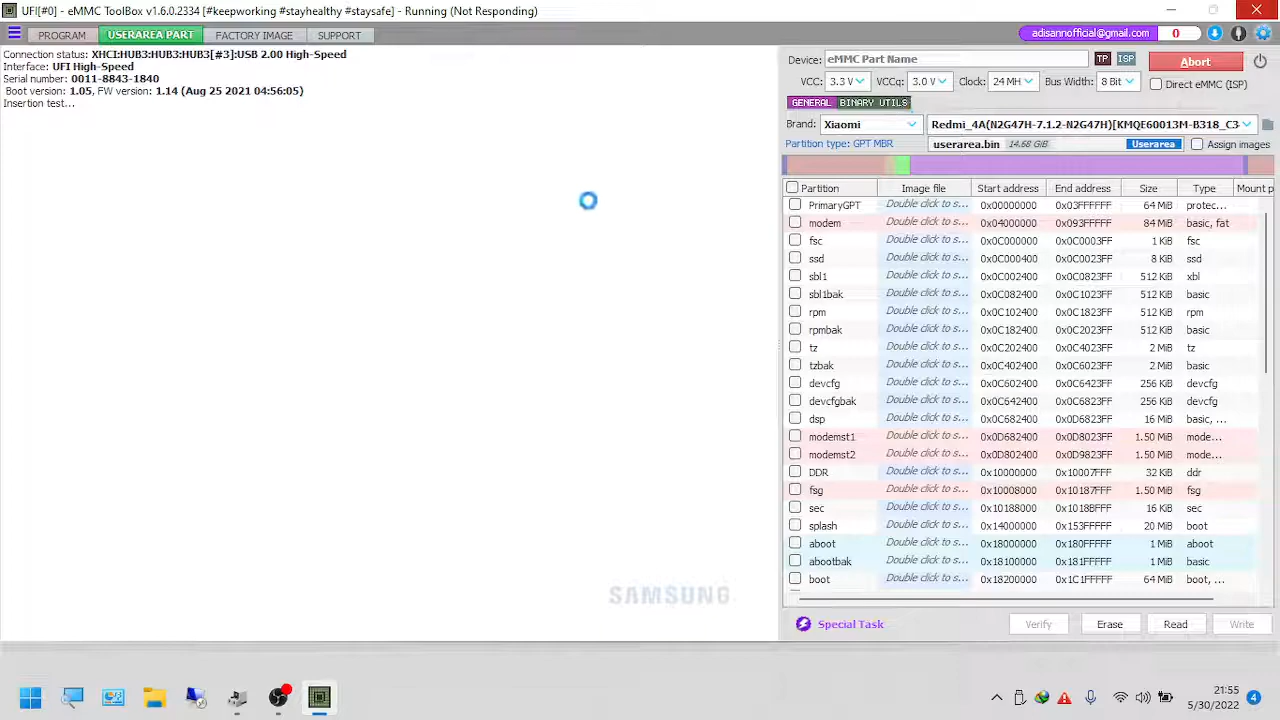 UFI[#0] - eMMC ToolBox v1.6.0.2334 [#keepworking #stayhealthy #staysafe] - Running (Not Responding)
PROGRAM USERAREA PART FACTORY IMAGE SUPPORT adisannofficial@gmail.com 0
Connection status: XHCI:HUB3:HUB3:HUB3[#3]:USB 2.00 High-Speed
Interface: UFI High-Speed
Serial number: 0011-8843-1840
Boot version: 1.05, FW version: 1.14 (Aug 25 2021 04:56:05)
Insertion test...
SAMSUNG
Device: eMMC Part Name TP ISP Abort
VCC: 3.3 V VCCq: 3.0 V Clock: 24 MH Bus Width: 8 Bit Direct eMMC (ISP)
GENERAL BINARY UTILS
Brand: Xiaomi Redmi_4A(N2G47H-7.1.2-N2G47H)[KMQE60013M-B318_C3
Partition type: GPT MBR userarea.bin 14.68 GiB Userarea Assign images
Partition Image file Start address End address Size Type Mount p
PrimaryGPT Double click to s... 0x00000000 0x03FFFFFF 64 MiB protec...
modem Double click to s... 0x04000000 0x093FFFFF 84 MiB basic, fat
fsc Double click to s... 0x0C000000 0x0C0003FF 1 KiB fsc
ssd Double click to s... 0x0C000400 0x0C0023FF 8 KiB ssd
sbl1 Double click to s... 0x0C002400 0x0C0823FF 512 KiB xbl
sbl1bak Double click to s... 0x0C082400 0x0C1023FF 512 KiB basic
rpm Double click to s... 0x0C102400 0x0C1823FF 512 KiB rpm
rpmbak Double click to s... 0x0C182400 0x0C2023FF 512 KiB basic
tz Double click to s... 0x0C202400 0x0C4023FF 2 MiB tz
tzbak Double click to s... 0x0C402400 0x0C6023FF 2 MiB basic
devcfg Double click to s... 0x0C602400 0x0C6423FF 256 KiB devcfg
devcfgbak Double click to s... 0x0C642400 0x0C6823FF 256 KiB devcfg
dsp Double click to s... 0x0C682400 0x0D6823FF 16 MiB basic, ...
modemst1 Double click to s... 0x0D682400 0x0D8023FF 1.50 MiB mode...
modemst2 Double click to s... 0x0D802400 0x0D9823FF 1.50 MiB mode...
DDR Double click to s... 0x10000000 0x10007FFF 32 KiB ddr
fsg Double click to s... 0x10008000 0x10187FFF 1.50 MiB fsg
sec Double click to s... 0x10188000 0x1018BFFF 16 KiB sec
splash Double click to s... 0x14000000 0x153FFFFF 20 MiB boot
aboot Double click to s... 0x18000000 0x180FFFFF 1 MiB aboot
abootbak Double click to s... 0x18100000 0x181FFFFF 1 MiB basic
boot Double click to s... 0x18200000 0x1C1FFFFF 64 MiB boot, ...
Special Task Verify Erase Read Write
21:55
5/30/2022
4